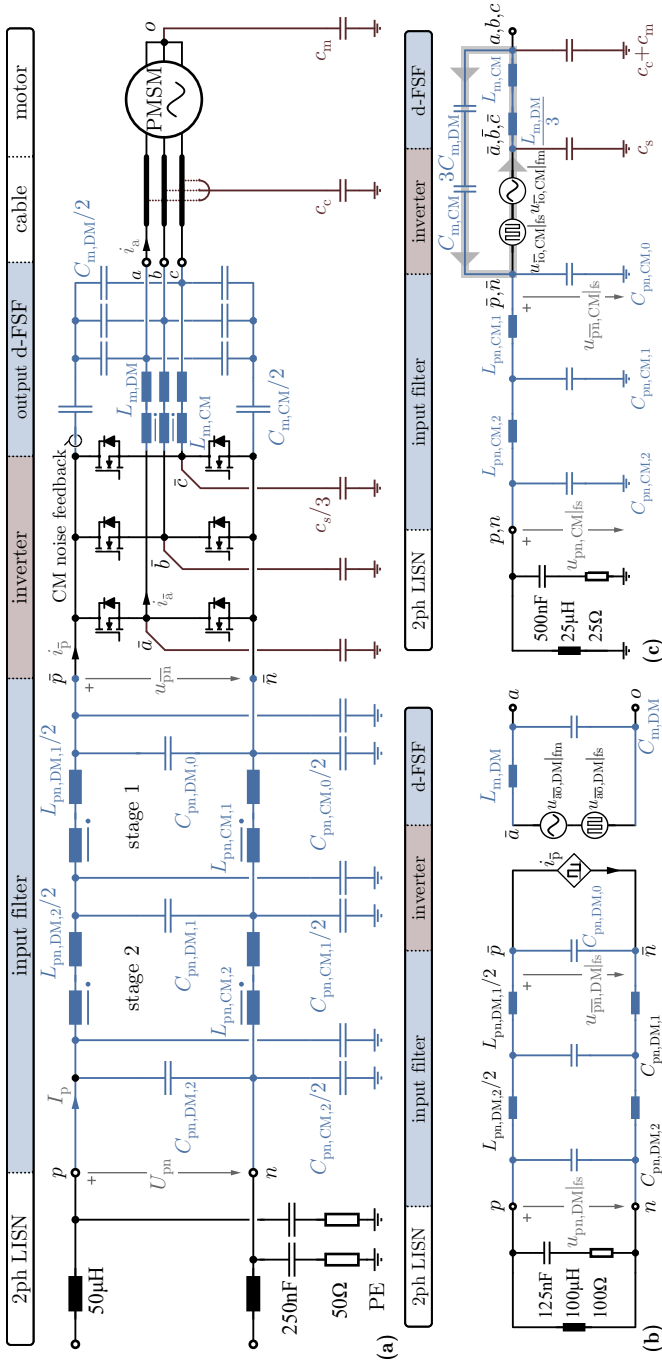 2ph LISN
input filter
inverter
output d-FSF
cable
motor
50µH
p
I_p
L_pn,DM,2/2
L_pn,DM,1/2
p̄
i_p̄
CM noise feedback
C_m,DM/2
o
+
U_pn
C_pn,DM,2
stage 2
C_pn,DM,1
stage 1
C_pn,DM,0
+
u_p̄n̄
ā
i_ā
b̄
c̄
L_m,DM
L_m,CM
a
b
c
i_a
PMSM
n
L_pn,CM,2
L_pn,CM,1
n̄
C_m,CM/2
250nF
50Ω
PE
C_pn,CM,2/2
C_pn,CM,1/2
C_pn,CM,0/2
c_s/3
c_c
c_m
(a)
2ph LISN
input filter
inverter
d-FSF
p
L_pn,DM,2/2
L_pn,DM,1/2
p̄
i_p̄
ā
L_m,DM
a
125nF
100µH
100Ω
+
u_pn,DM|fs
+
u_p̄n̄,DM|fs
C_pn,DM,0
u_āo,DM|fm
u_āo,DM|fs
n
C_pn,DM,2
C_pn,DM,1
n̄
o
C_m,DM
(b)
2ph LISN
input filter
inverter
d-FSF
C_m,CM
3C_m,DM
p,n
L_pn,CM,2
L_pn,CM,1
p̄,n̄
ā,b̄,c̄
L_m,CM
a,b,c
L_m,DM
3
500nF
25µH
25Ω
+
u_pn,CM|fs
+
u_p̄n̄,CM|fs
u_īo,CM|fs
u_īo,CM|fm
C_pn,CM,2
C_pn,CM,1
C_pn,CM,0
c_s
c_c+c_m
(c)